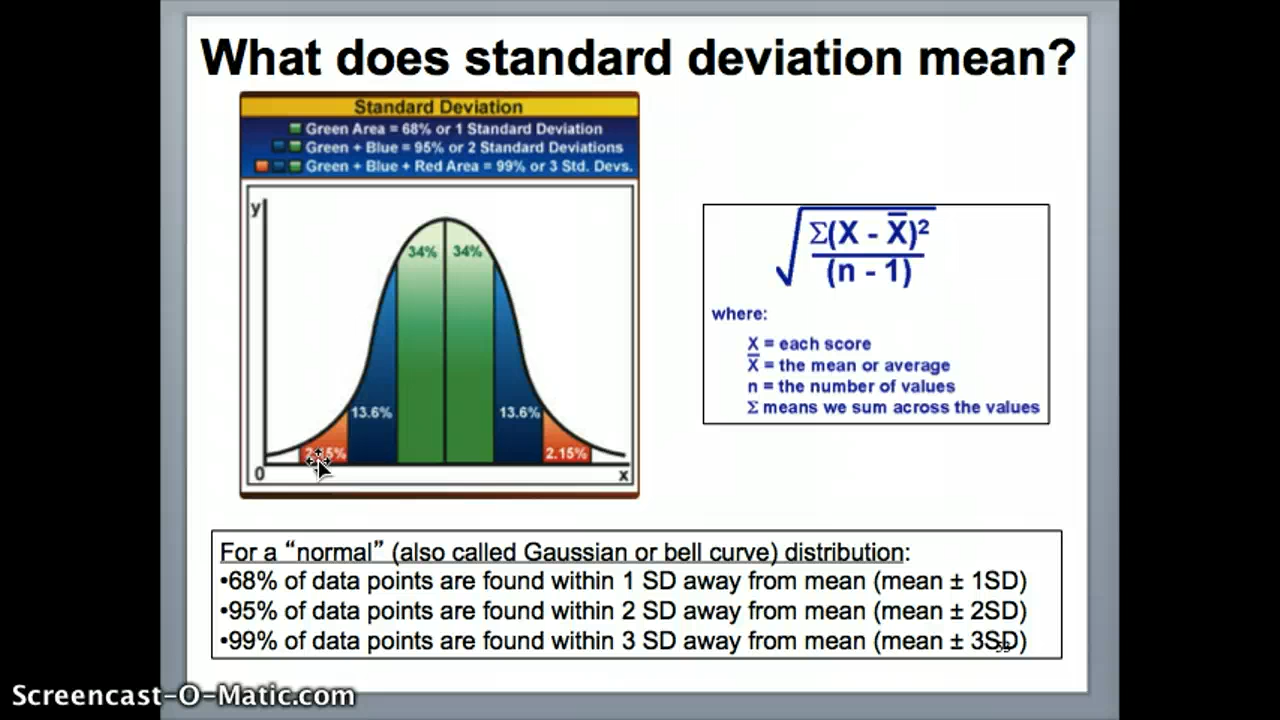 What does standard deviation mean?
Standard Deviation
Green Area = 68% or 1 Standard Deviation
Green + Blue = 95% or 2 Standard Deviations
Green + Blue + Red Area = 99% or 3 Std. Devs.
y
34% 34%
13.6% 13.6%
2.15%
0 x
√Σ(X - X̄)²
(n - 1)
where:
X = each score
X̄ = the mean or average
n = the number of values
Σ means we sum across the values
For a “normal” (also called Gaussian or bell curve) distribution:
•68% of data points are found within 1 SD away from mean (mean ± 1SD)
•95% of data points are found within 2 SD away from mean (mean ± 2SD)
•99% of data points are found within 3 SD away from mean (mean ± 3SD)
Screencast-O-Matic.com